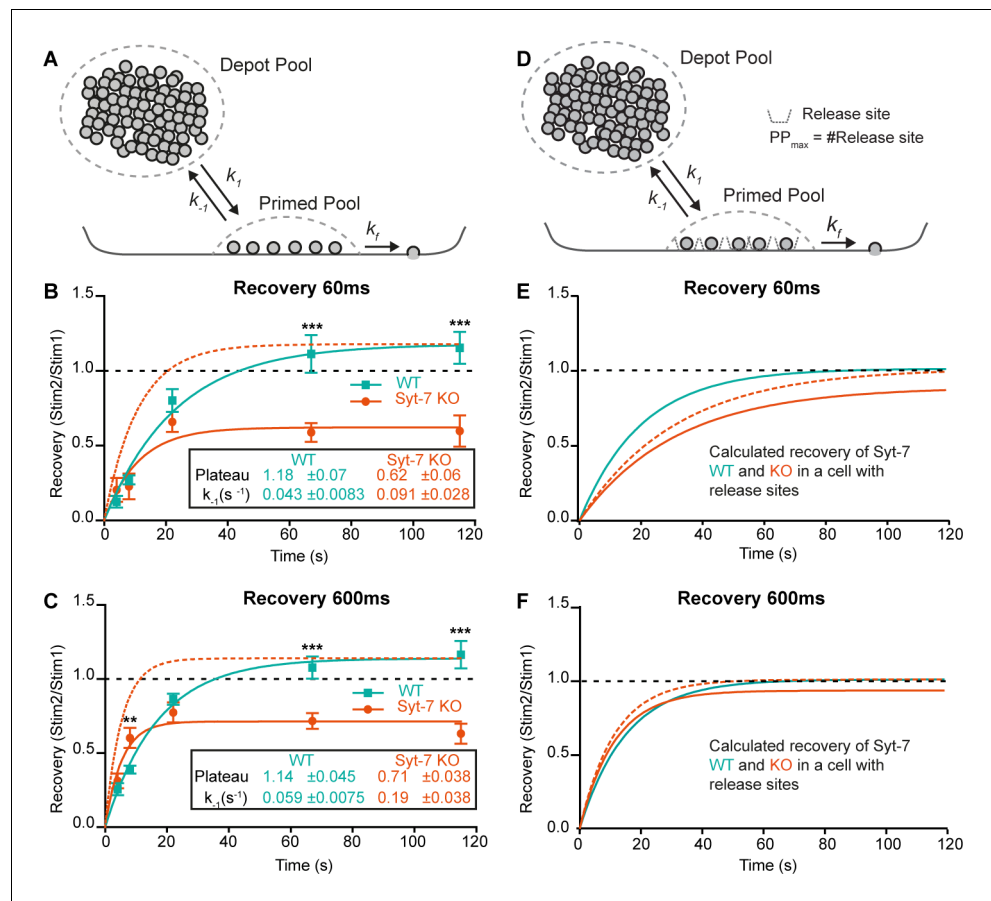 A
Depot Pool
k1
k-1
Primed Pool
kf
D
Depot Pool
Release site
PPmax = #Release site
k1
k-1
Primed Pool
kf
B
Recovery 60ms
Recovery (Stim2/Stim1)
1.5
1.0
0.5
0.0
***
***
WT
Syt-7 KO
WT Syt-7 KO
Plateau 1.18 ±0.07 0.62 ±0.06
k-1(s -1) 0.043 ±0.0083 0.091 ±0.028
0 20 40 60 80 100 120
Time (s)
E
Recovery 60ms
Recovery (Stim2/Stim1)
1.5
1.0
0.5
0.0
Calculated recovery of Syt-7
WT and KO in a cell with
release sites
0 20 40 60 80 100 120
Time (s)
C
Recovery 600ms
Recovery (Stim2/Stim1)
1.5
1.0
0.5
0.0
**
***
***
WT
Syt-7 KO
WT Syt-7 KO
Plateau 1.14 ±0.045 0.71 ±0.038
k-1(s-1) 0.059 ±0.0075 0.19 ±0.038
0 20 40 60 80 100 120
Time (s)
F
Recovery 600ms
Recovery (Stim2/Stim1)
1.5
1.0
0.5
0.0
Calculated recovery of Syt-7
WT and KO in a cell with
release sites
0 20 40 60 80 100 120
Time (s)